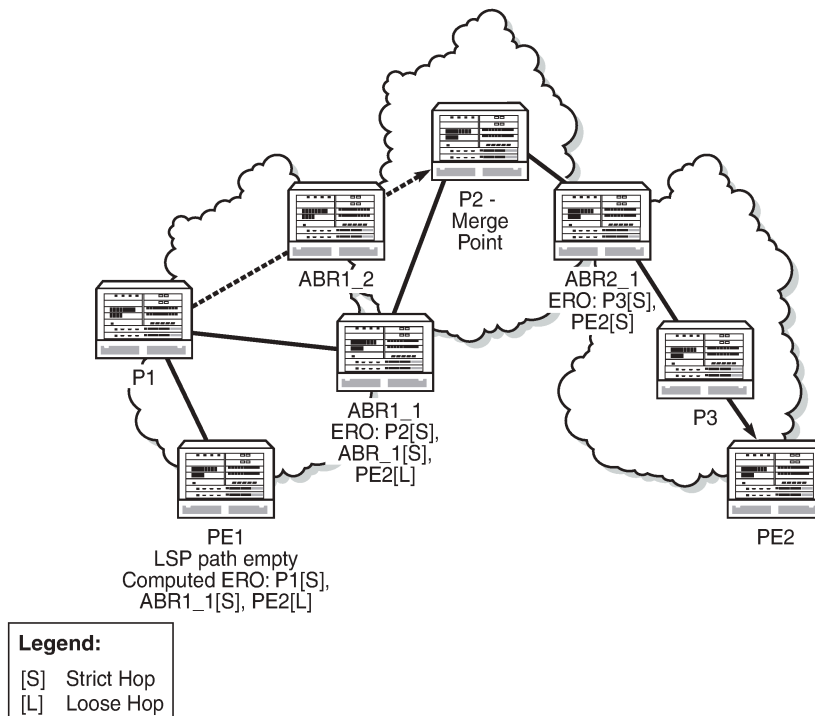 P2 -
Merge
Point
ABR1_2
ABR2_1
ERO: P3[S],
PE2[S]
P1
ABR1_1
ERO: P2[S],
ABR_1[S],
PE2[L]
P3
PE1
LSP path empty
Computed ERO: P1[S],
ABR1_1[S], PE2[L]
PE2
Legend:
[S] Strict Hop
[L] Loose Hop